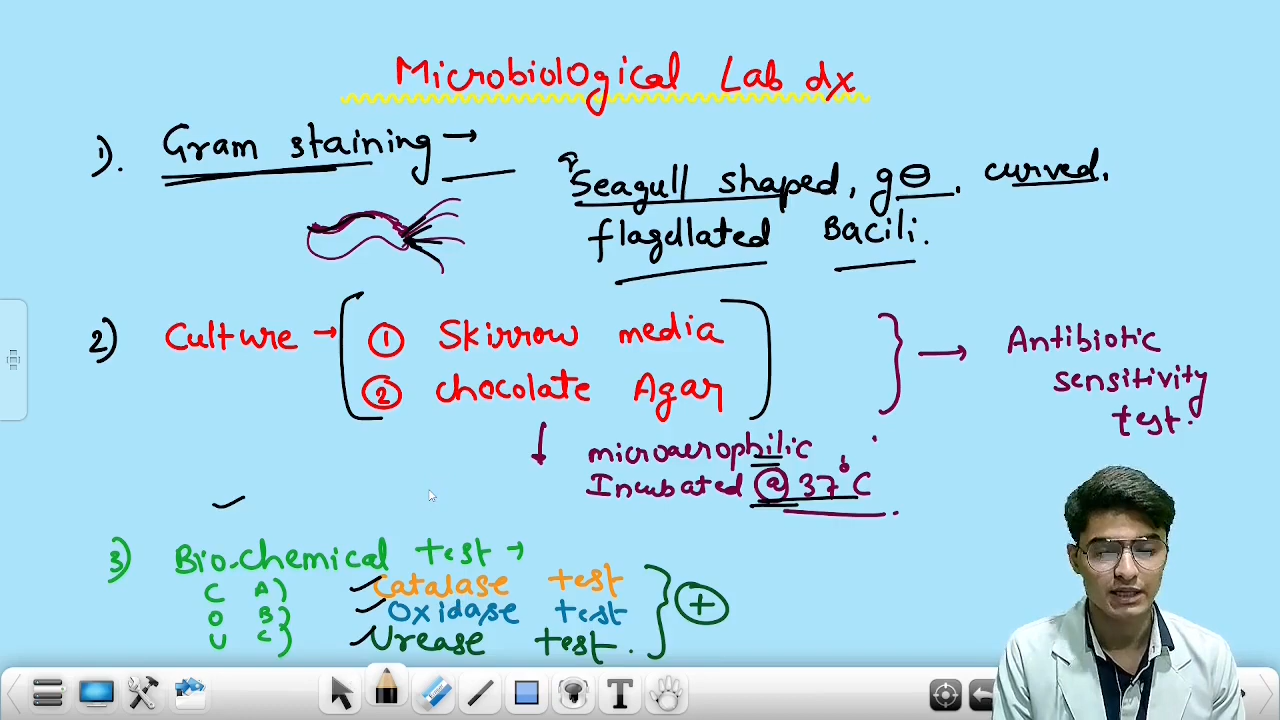 Microbiological Lab dx
1). Gram staining →
Seagull shaped, g⊖. curved.
flagellated Bacili.
2) Culture → ① Skirrow media
② chocolate Agar
→ Antibiotic
sensitivity
test.
↓ microaerophilic
Incubated @ 37°C
3) Bio-chemical test →
C A) Catalase test
O B) Oxidase test
U C) Urease test. ⊕
T